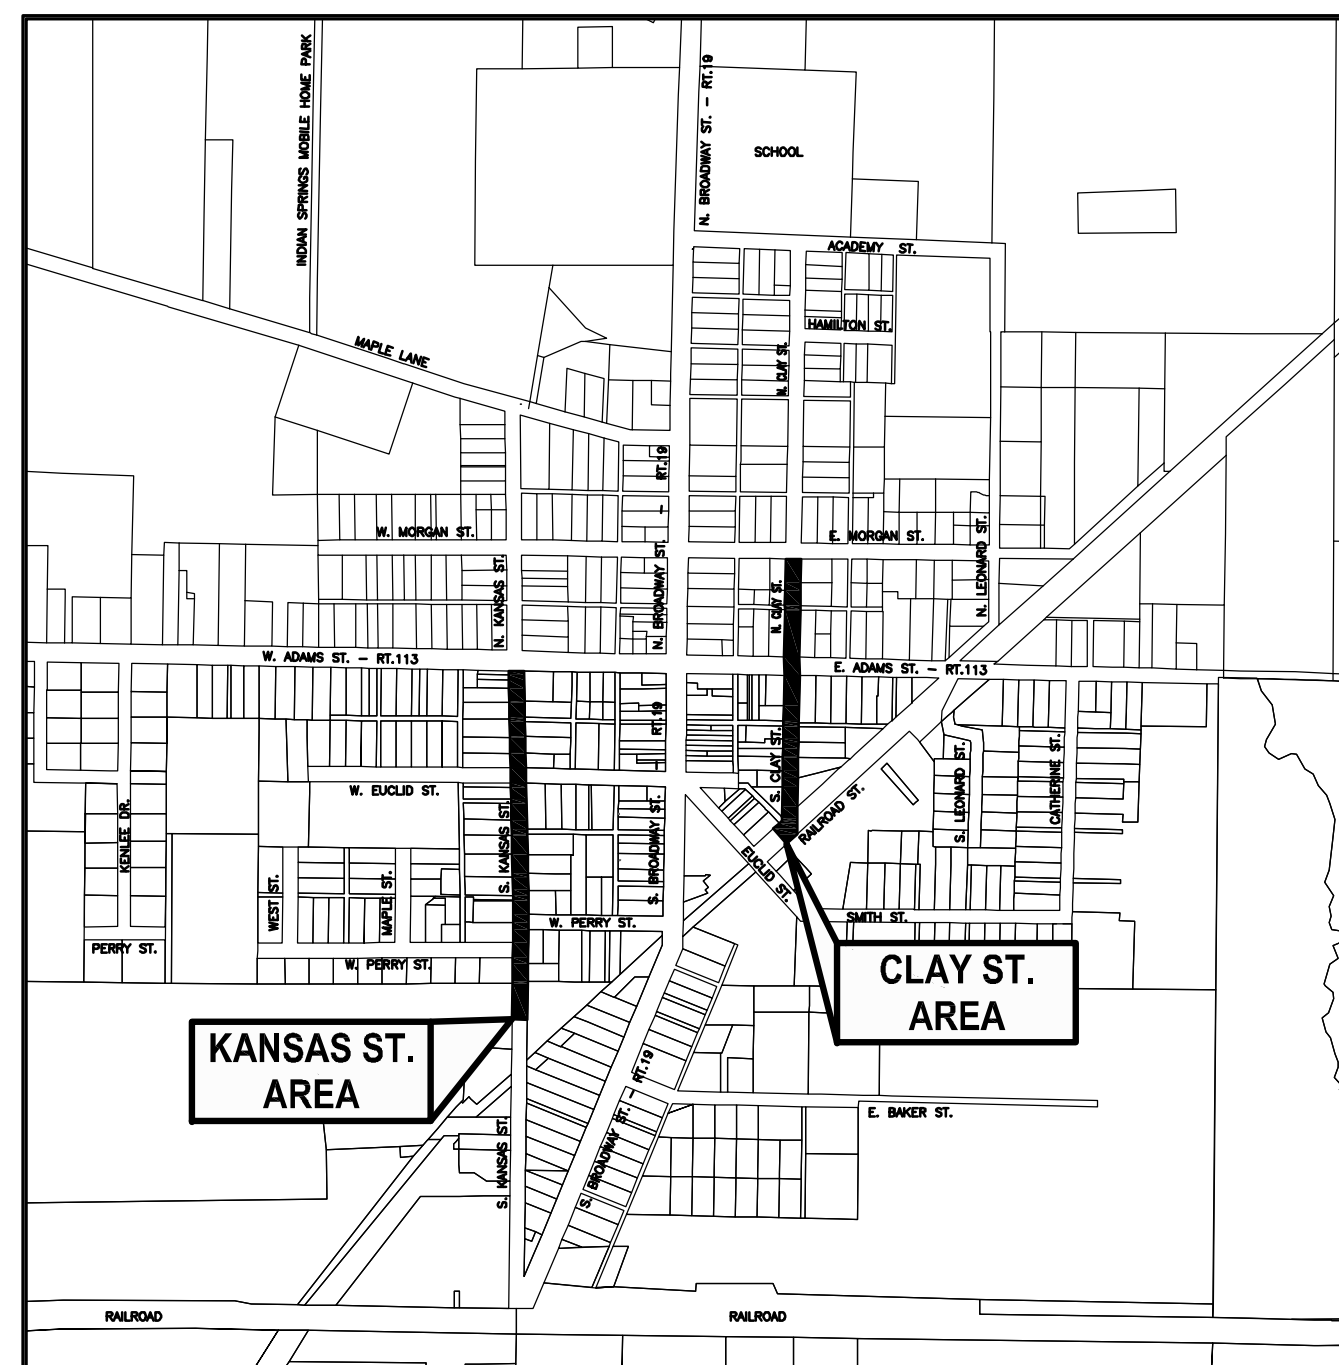 INDIAN SPRINGS MOBILE HOME PARK
N. BROADWAY ST. – RT.19
SCHOOL
ACADEMY ST.
HAMILTON ST.
MAPLE LANE
N. CLAY ST.
– RT.19
W. MORGAN ST.
E. MORGAN ST.
N. KANSAS ST.
N. BROADWAY ST.
N. CLAY ST.
N. LEONARD ST.
W. ADAMS ST. – RT.113
E. ADAMS ST. – RT.113
– RT.19
S. CLAY ST.
S. LEONARD ST.
CATHERINE ST.
W. EUCLID ST.
KENLEE DR.
S. KANSAS ST.
S. BROADWAY ST.
RAILROAD ST.
EUCLID ST.
WEST ST.
MAPLE ST.
SMITH ST.
W. PERRY ST.
PERRY ST.
W. PERRY ST.
CLAY ST.
AREA
KANSAS ST.
AREA
S. BROADWAY ST. – RT.19
E. BAKER ST.
S. KANSAS ST.
RAILROAD
RAILROAD